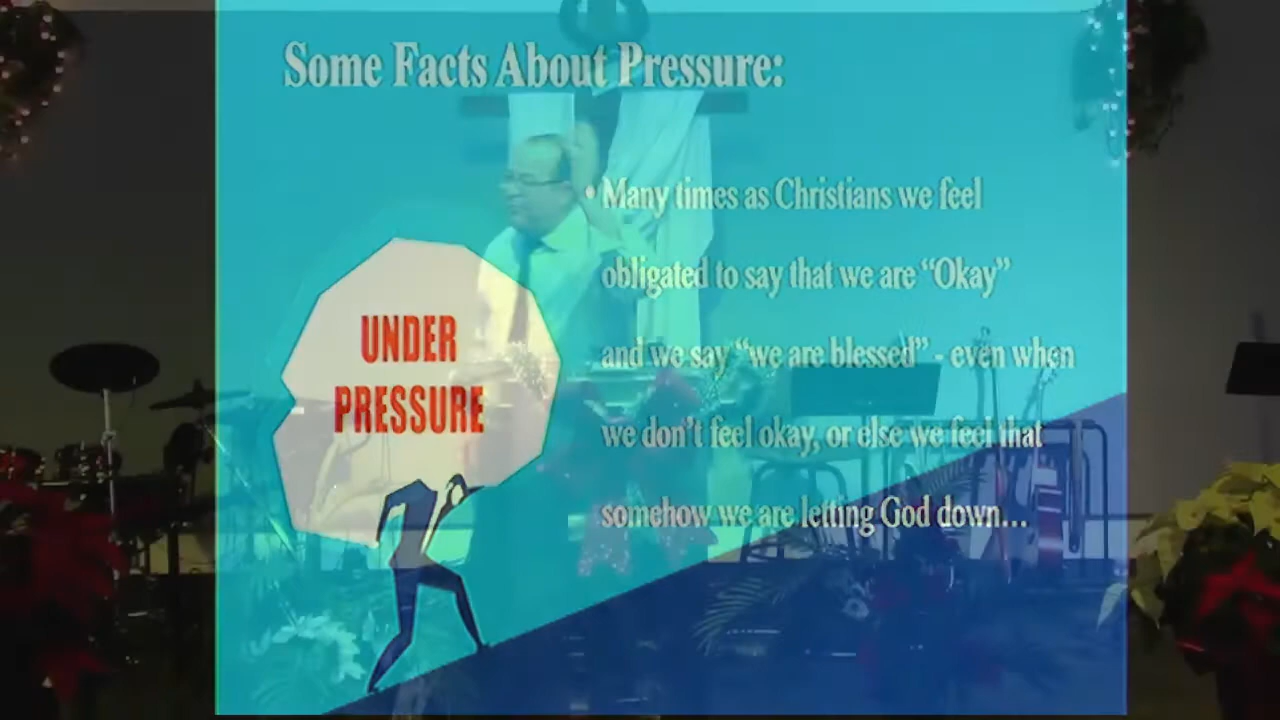 Some Facts About Pressure:
• Many times as Christians we feel
obligated to say that we are “Okay”
and we say “we are blessed” - even when
we don’t feel okay, or else we feel that
somehow we are letting God down...
UNDER
PRESSURE